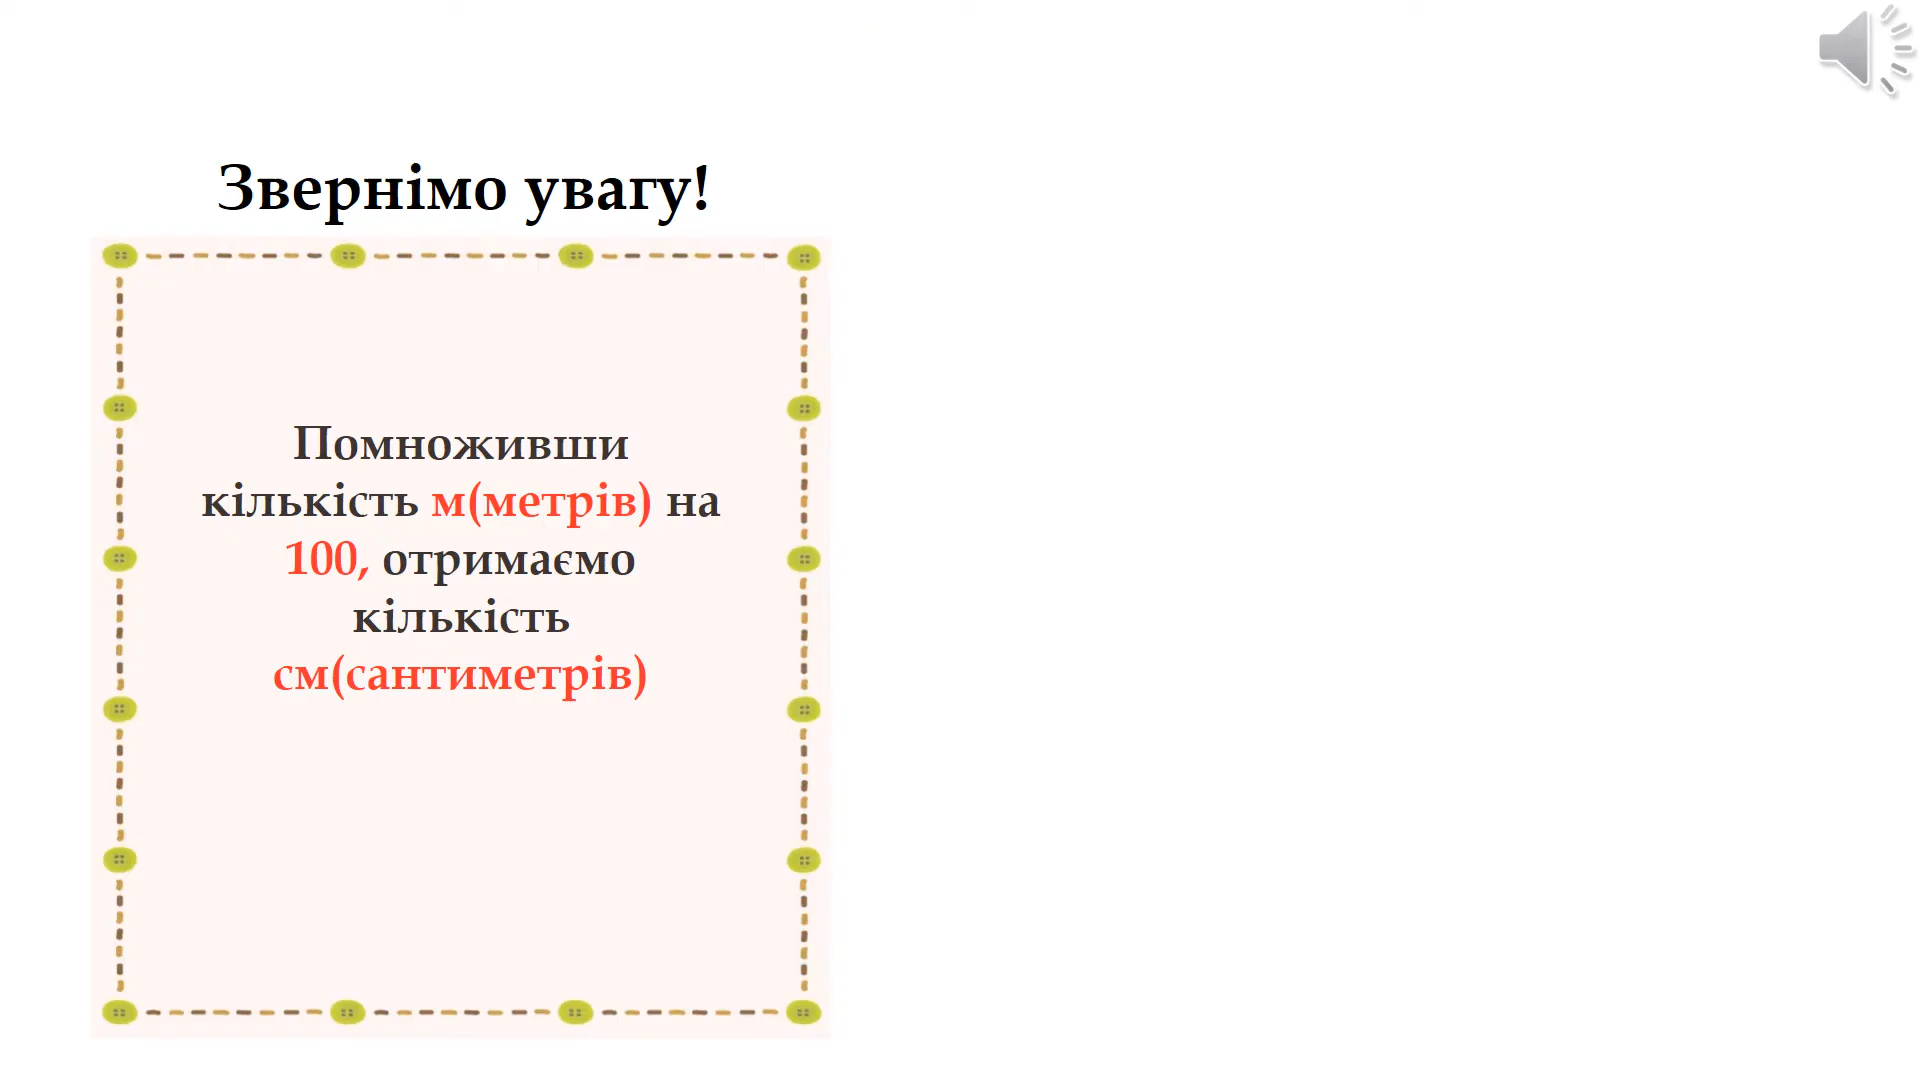 Звернімо увагу!
Помноживши
кількість м(метрів) на
100, отримаємо
кількість
см(сантиметрів)